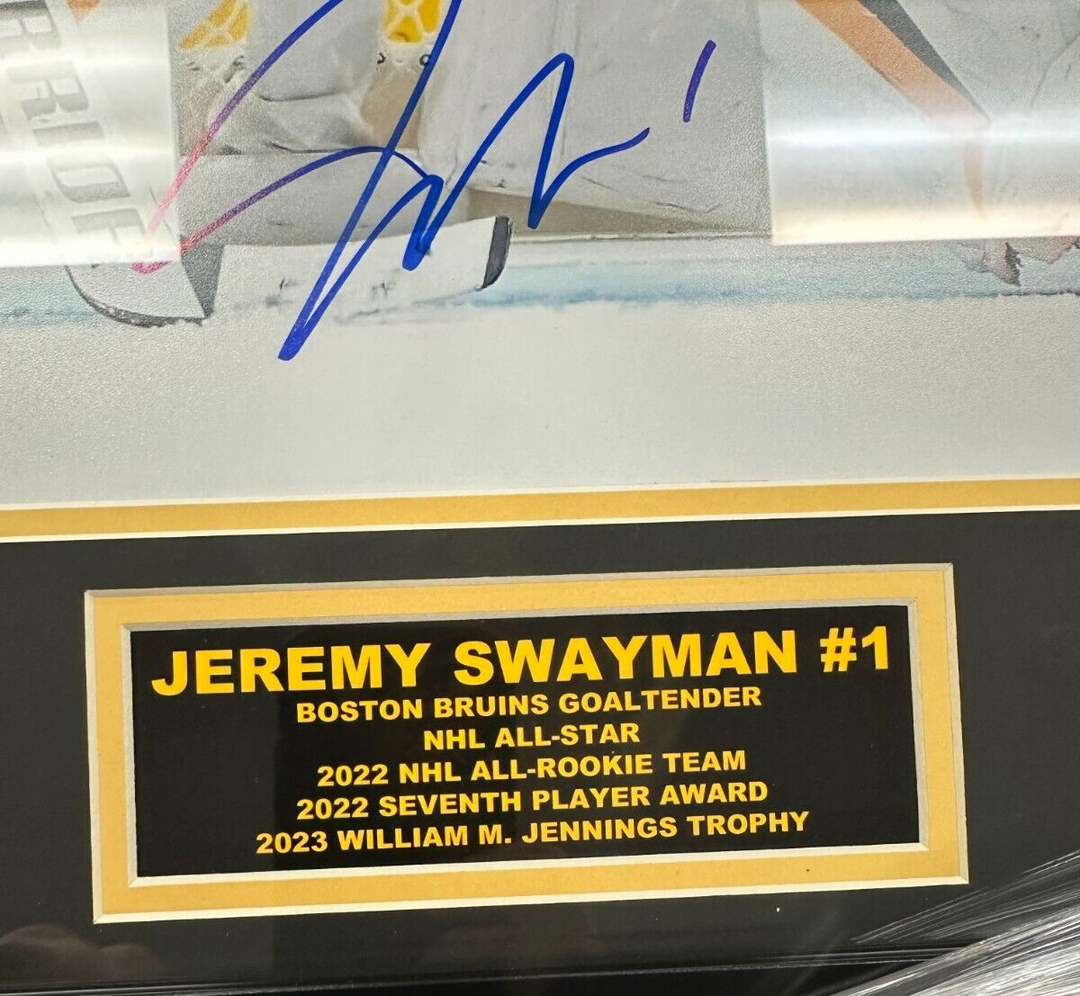 JEREMY SWAYMAN #1
BOSTON BRUINS GOALTENDER
NHL ALL-STAR
2022 NHL ALL-ROOKIE TEAM
2022 SEVENTH PLAYER AWARD
2023 WILLIAM M. JENNINGS TROPHY